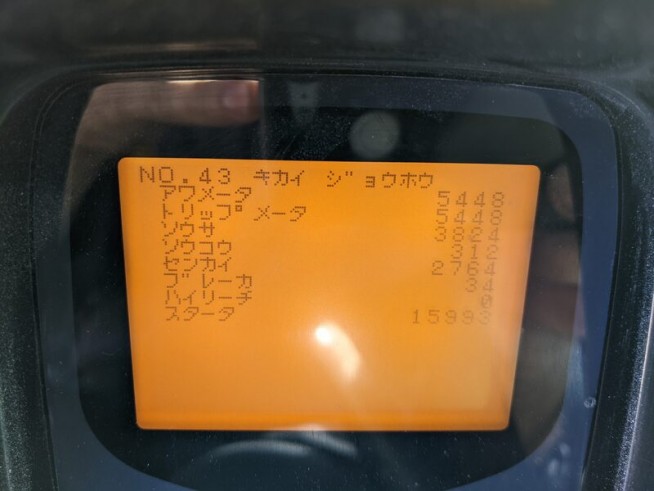 NO.43 キカイ ジョウホウ
アワメータ 5448
トリップメータ 5448
ソウサ 3824
ソウコウ 312
センカイ 2764
ブレーカ 34
ハイリーチ 0
スタータ 15993